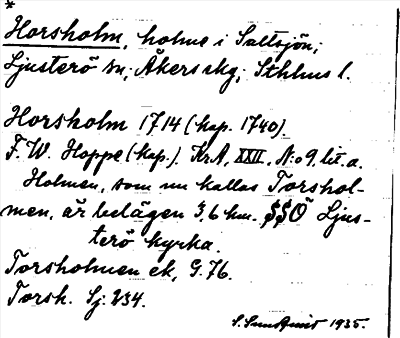 *
Horsholm, holme i Saltsjön;
Ljusterö sn; Åkers skg; Sthlms l.
Horsholm 1714 (kap. 1740).
F. W. Hoppe (kap.). KrA, XXII, N:o 9. lit. a.
Holmen, som nu kallas Torshol-
men, är belägen 3,6 km. SSÖ Ljus-
terö kyrka.
Torsholmen ek, G. 76.
Torsh. Sj. 234.
1935.